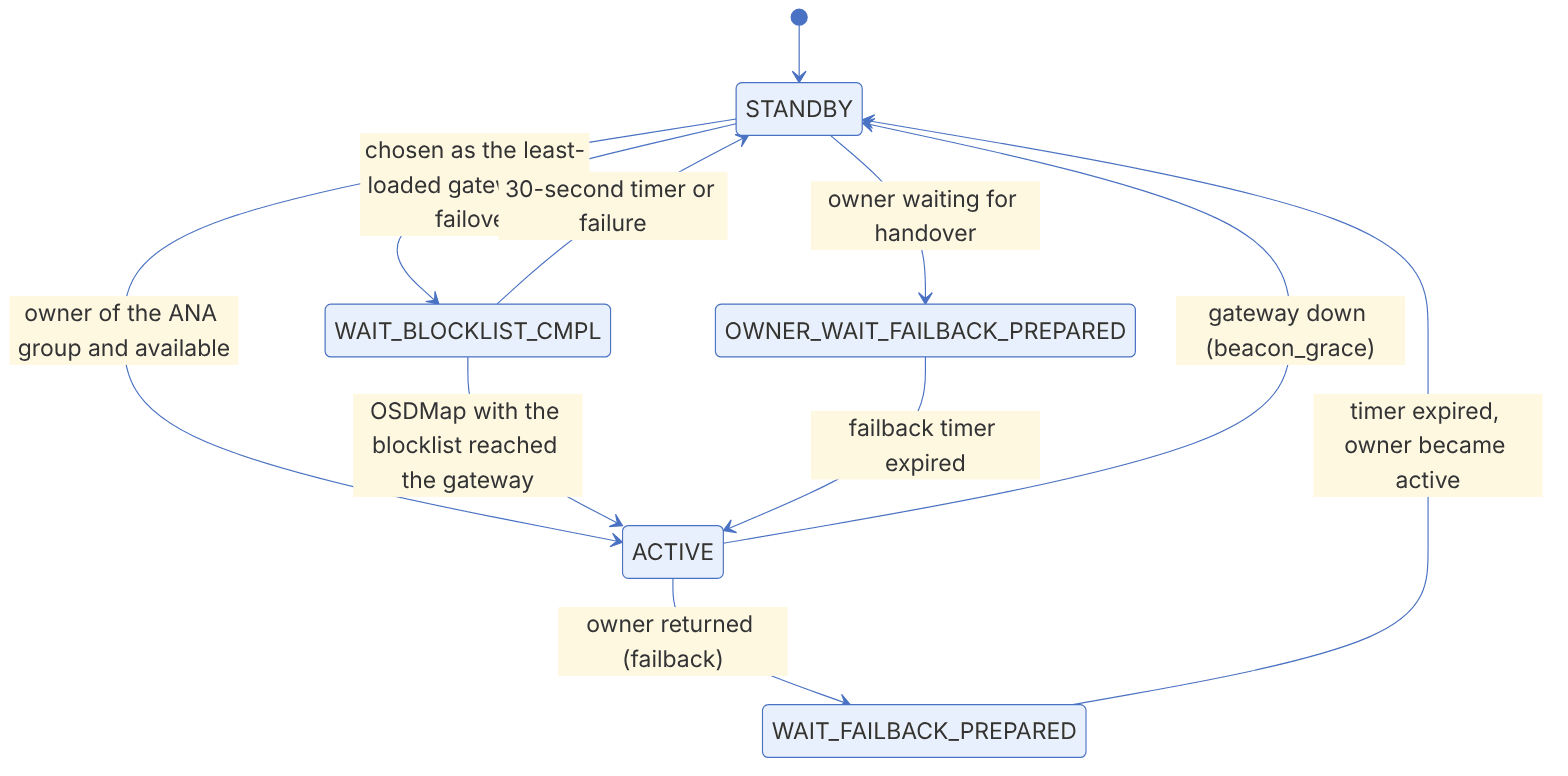 STANDBY
chosen as the least-
loaded
30-second timer or
failure
owner waiting for
handover
owner of the ANA
group and available
WAIT_BLOCKLIST_CMPL
OWNER_WAIT_FAILBACK_PREPARED
gateway down
(beacon_grace)
OSDMap with the
blocklist reached
the gateway
failback timer
expired
timer expired,
owner became
active
ACTIVE
owner returned
(failback)
WAIT_FAILBACK_PREPARED